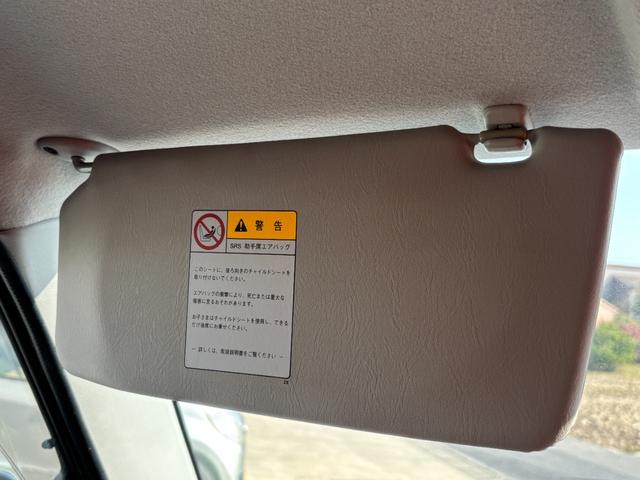 警告
SRS 助手席エアバッグ
このシートに、後ろ向きのチャイルドシートを
取り付けないでください。
エアバッグの衝撃により、死亡または重大な
傷害に至るおそれがあります。
お子さまはチャイルドシートを使用し、できる
だけ後席にお乗せください。
― 詳しくは、取扱説明書をご覧ください ―